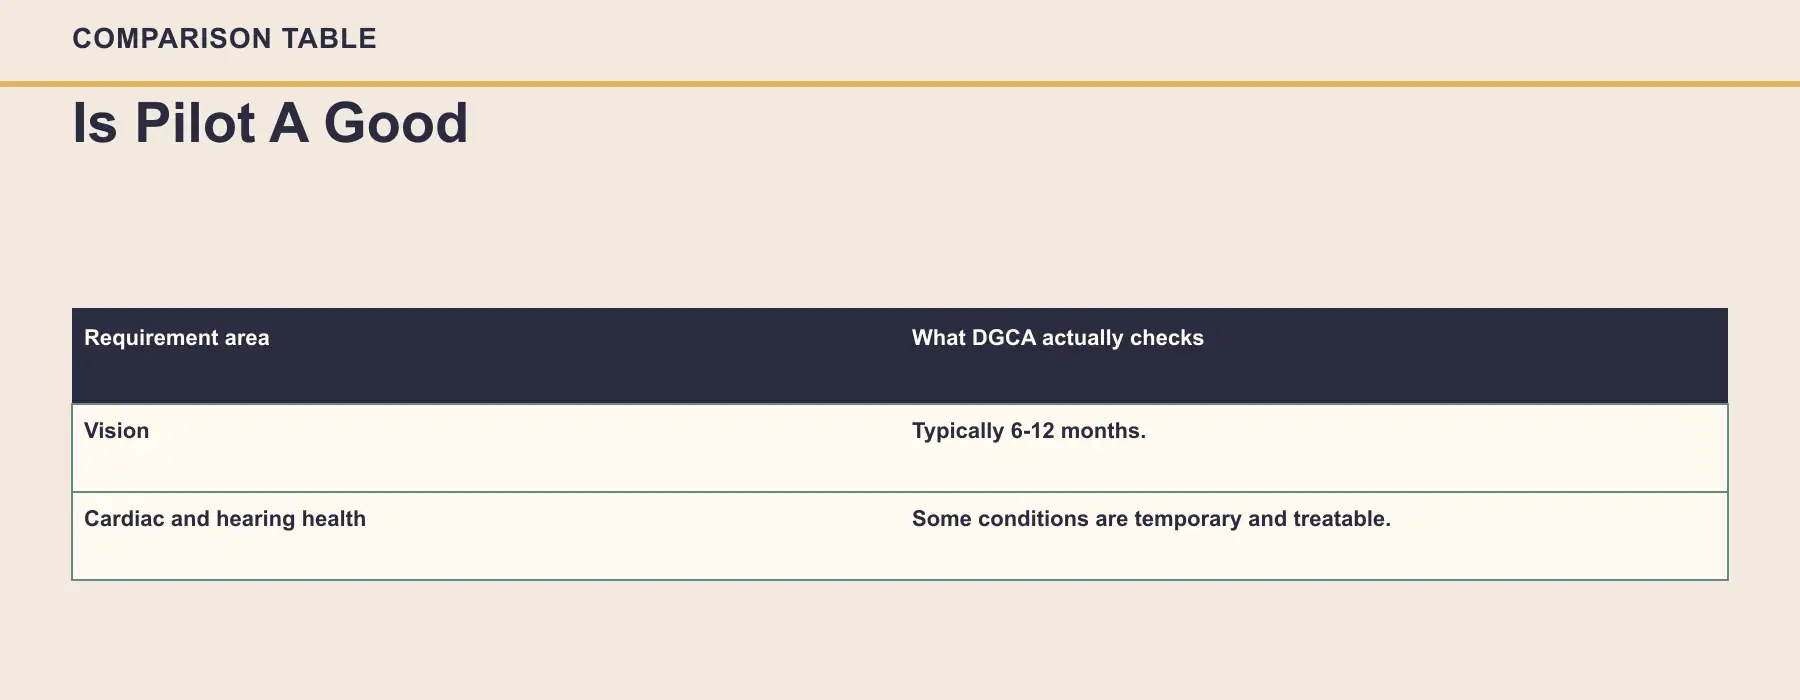 COMPARISON TABLE
Is Pilot A Good
Requirement area What DGCA actually checks
Vision Typically 6-12 months.
Cardiac and hearing health Some conditions are temporary and treatable.